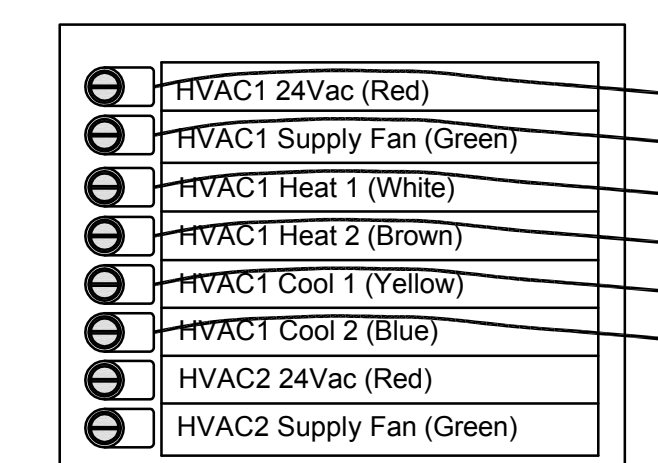 HVAC1 24Vac (Red)
HVAC1 Supply Fan (Green)
HVAC1 Heat 1 (White)
HVAC1 Heat 2 (Brown)
HVAC1 Cool 1 (Yellow)
HVAC1 Cool 2 (Blue)
HVAC2 24Vac (Red)
HVAC2 Supply Fan (Green)